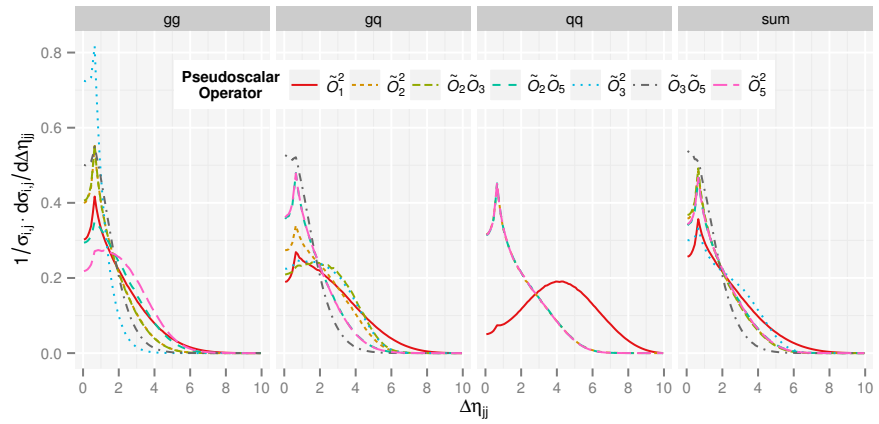 gg gq qq sum
0.8
0.6
0.4
0.2
0.0
1/σi,j · dσi,j/dΔηjj
Pseudoscalar Operator Õ₁² Õ₂² Õ₂Õ₃ Õ₂Õ₅ Õ₃² Õ₃Õ₅ Õ₅²
0 2 4 6 8 10 0 2 4 6 8 10 0 2 4 6 8 10 0 2 4 6 8 10
Δηjj